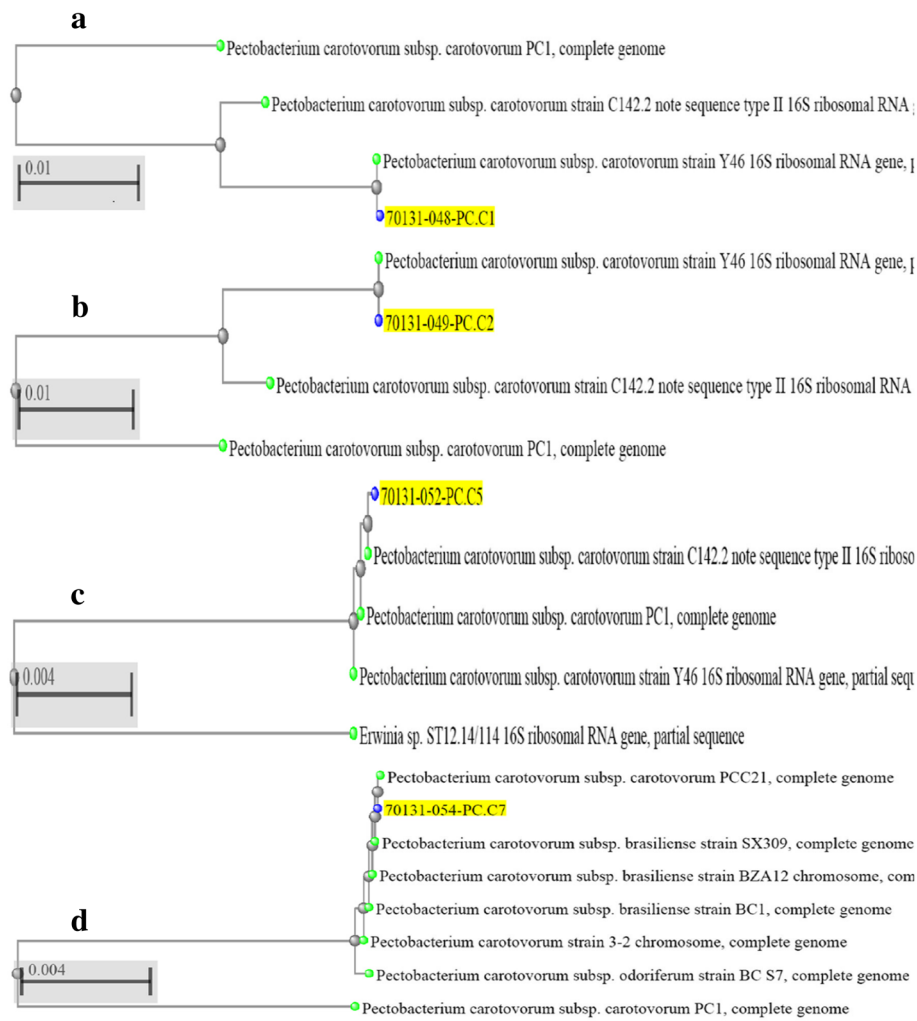 a
Pectobacterium carotovorum subsp. carotovorum PC1, complete genome
Pectobacterium carotovorum subsp. carotovorum strain C142.2 note sequence type II 16S ribosomal RNA
0.01
Pectobacterium carotovorum subsp. carotovorum strain Y46 16S ribosomal RNA gene, p
70131-048-PC.C1
Pectobacterium carotovorum subsp. carotovorum strain Y46 16S ribosomal RNA gene, p
b
70131-049-PC.C2
0.01
Pectobacterium carotovorum subsp. carotovorum strain C142.2 note sequence type II 16S ribosomal RNA
Pectobacterium carotovorum subsp. carotovorum PC1, complete genome
70131-052-PC.C5
Pectobacterium carotovorum subsp. carotovorum strain C142.2 note sequence type II 16S riboso
c
Pectobacterium carotovorum subsp. carotovorum PC1, complete genome
0.004
Pectobacterium carotovorum subsp. carotovorum strain Y46 16S ribosomal RNA gene, partial sequ
Erwinia sp. ST12.14/114 16S ribosomal RNA gene, partial sequence
Pectobacterium carotovorum subsp. carotovorum PCC21, complete genome
70131-054-PC.C7
Pectobacterium carotovorum subsp. brasiliense strain SX309, complete genome
Pectobacterium carotovorum subsp. brasiliense strain BZA12 chromosome, com
Pectobacterium carotovorum subsp. brasiliense strain BC1, complete genome
d
Pectobacterium carotovorum strain 3-2 chromosome, complete genome
0.004
Pectobacterium carotovorum subsp. odoriferum strain BC S7, complete genome
Pectobacterium carotovorum subsp. carotovorum PC1, complete genome